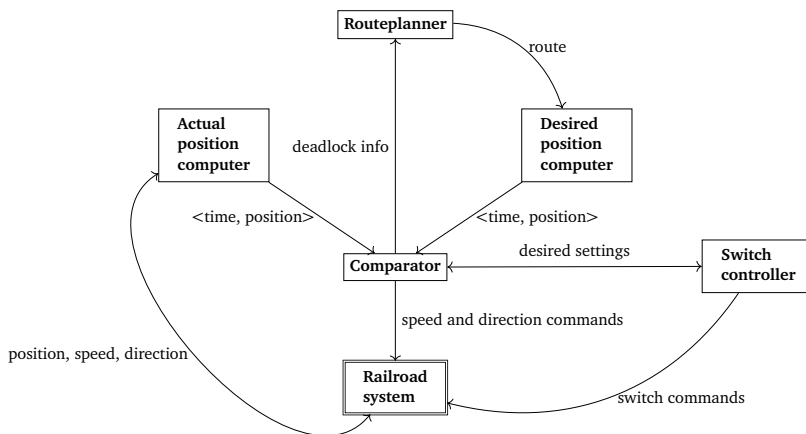 Routeplanner
route
Actual
position
computer
Desired
position
computer
deadlock info
<time, position>
<time, position>
Comparator
desired settings
Switch
controller
speed and direction commands
position, speed, direction
Railroad
system
switch commands